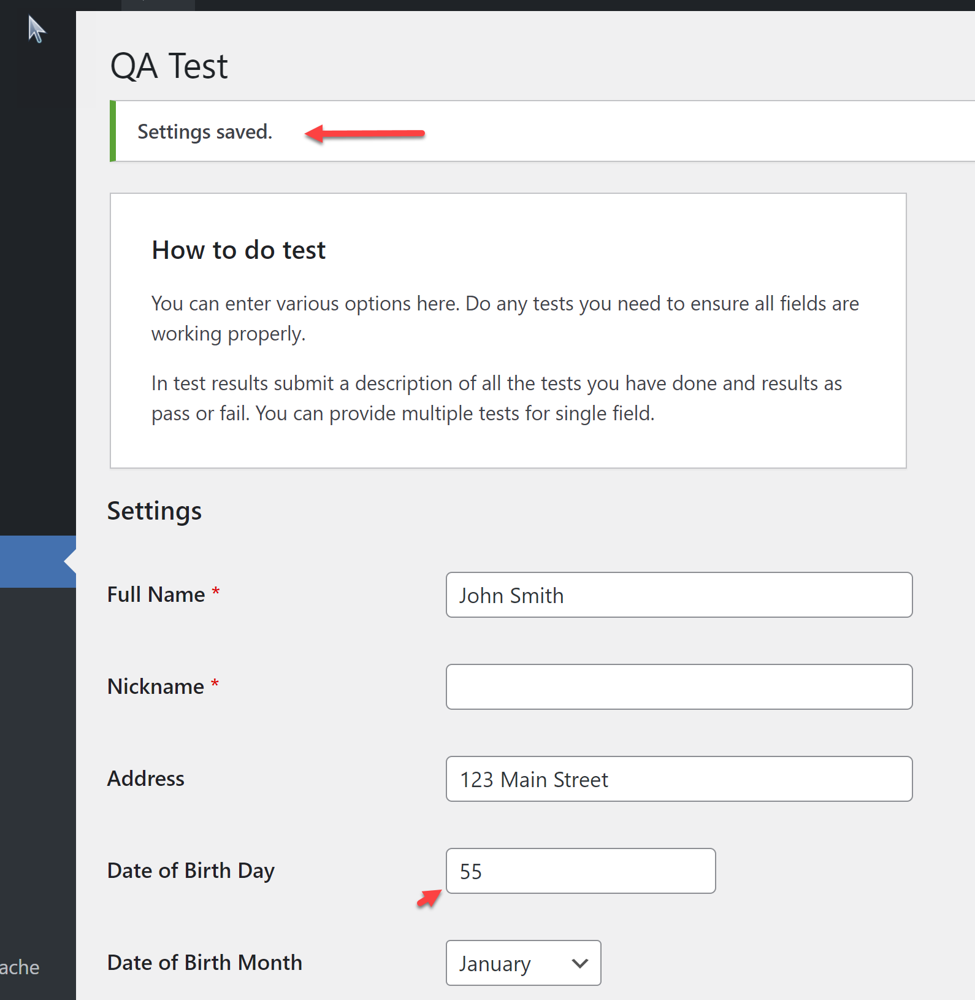 QA Test
Settings saved.
How to do test
You can enter various options here. Do any tests you need to ensure all fields are
working properly.
In test results submit a description of all the tests you have done and results as
pass or fail. You can provide multiple tests for single field.
Settings
Full Name *
John Smith
Nickname *
Address
123 Main Street
Date of Birth Day
55
Date of Birth Month
January
ache